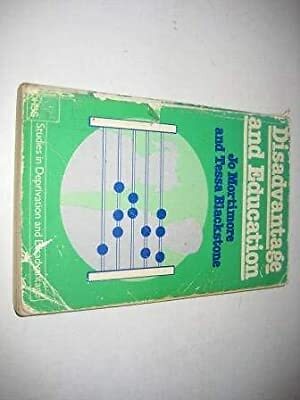 Disadvantage
and Education
Jo Mortimore
and Tessa Blackstone
Studies in Deprivation and Disadvantage